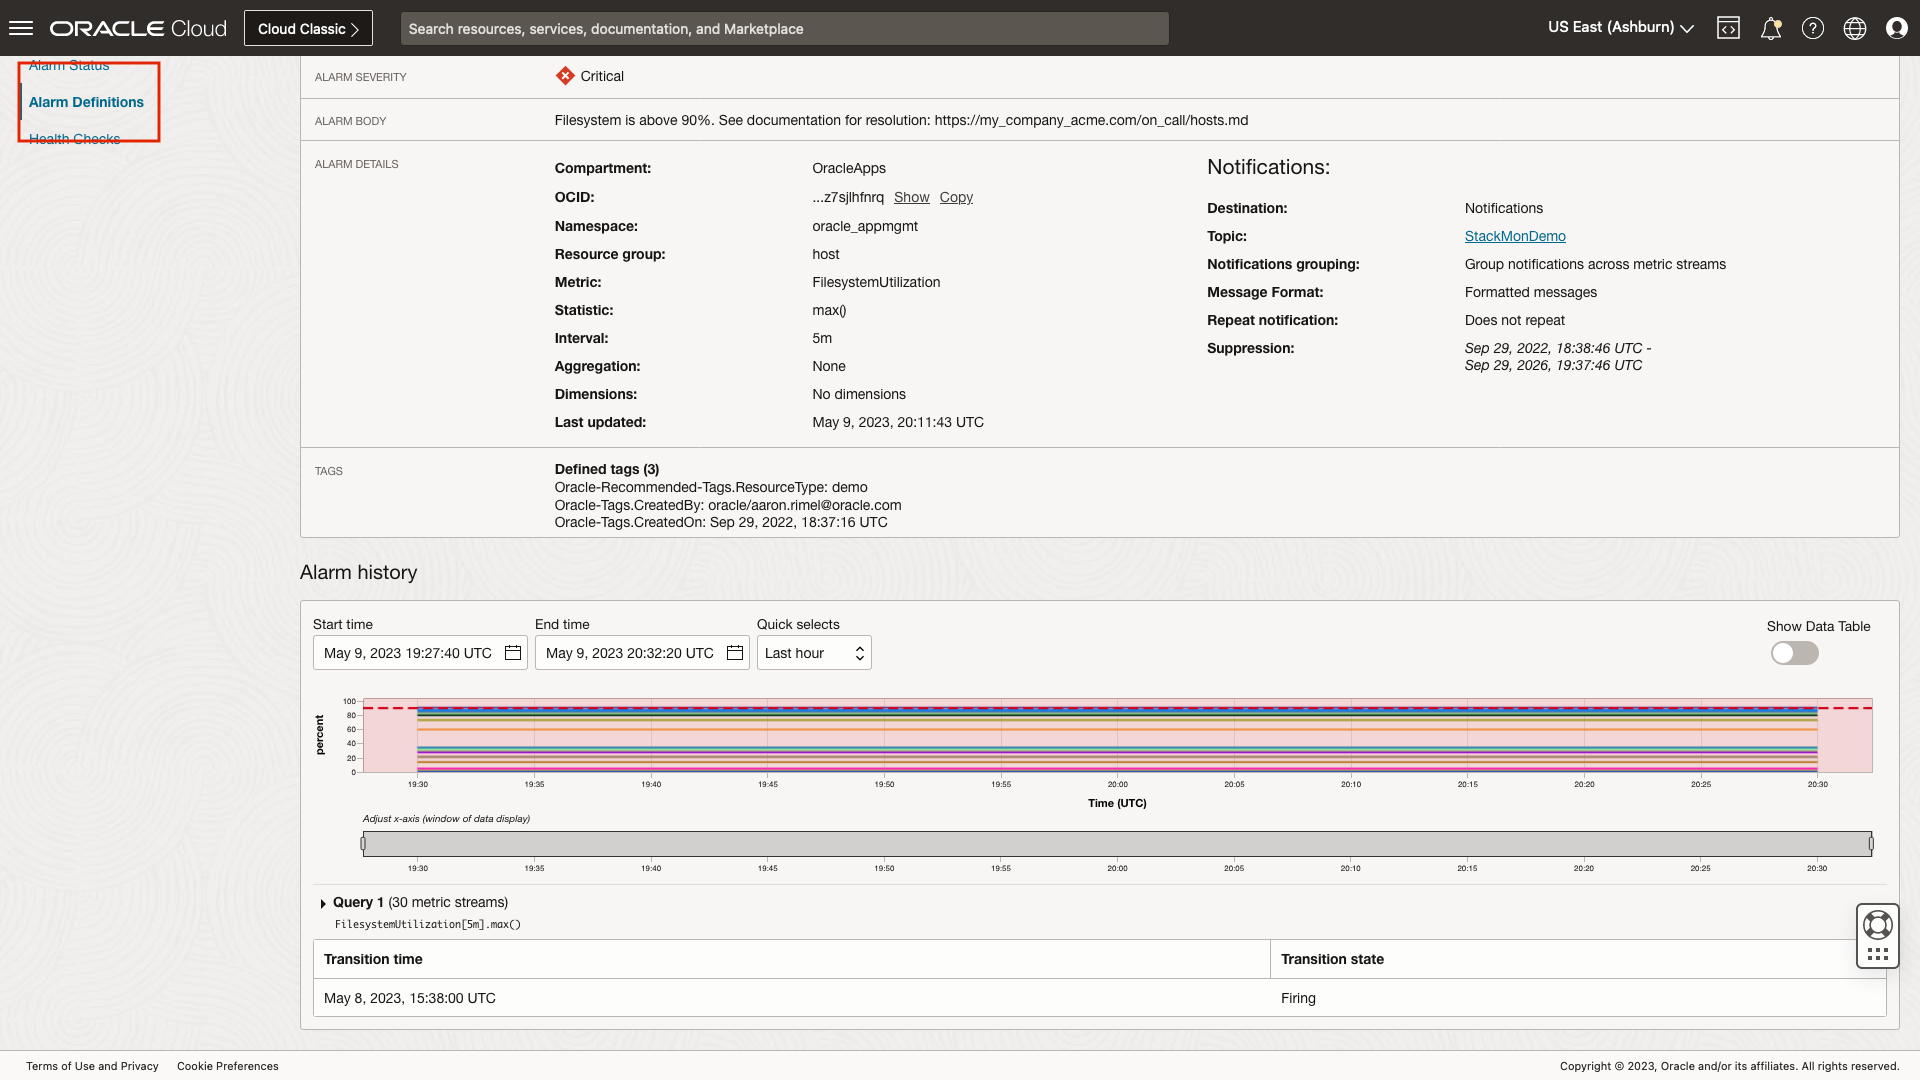 ORACLE Cloud
Cloud Classic
Search resources, services, documentation, and Marketplace
US East (Ashburn)
Alarm Status
Alarm Definitions
Health Checks
ALARM SEVERITY
Critical
ALARM BODY
Filesystem is above 90%. See documentation for resolution: https://my_company_acme.com/on_call/hosts.md
ALARM DETAILS
Compartment: OracleApps
OCID: ...z7sjlhfnrq Show Copy
Namespace: oracle_appmgmt
Resource group: host
Metric: FilesystemUtilization
Statistic: max()
Interval: 5m
Aggregation: None
Dimensions: No dimensions
Last updated: May 9, 2023, 20:11:43 UTC
Notifications:
Destination: Notifications
Topic: StackMonDemo
Notifications grouping: Group notifications across metric streams
Message Format: Formatted messages
Repeat notification: Does not repeat
Suppression: Sep 29, 2022, 18:38:46 UTC -
Sep 29, 2026, 19:37:46 UTC
TAGS
Defined tags (3)
Oracle-Recommended-Tags.ResourceType: demo
Oracle-Tags.CreatedBy: oracle/aaron.rimel@oracle.com
Oracle-Tags.CreatedOn: Sep 29, 2022, 18:37:16 UTC
Alarm history
Start time
May 9, 2023 19:27:40 UTC
End time
May 9, 2023 20:32:20 UTC
Quick selects
Last hour
Show Data Table
percent
100
80
60
40
20
0
19:30 19:35 19:40 19:45 19:50 19:55 20:00 20:05 20:10 20:15 20:20 20:25 20:30
Time (UTC)
Adjust x-axis (window of data display)
19:30 19:35 19:40 19:45 19:50 19:55 20:00 20:05 20:10 20:15 20:20 20:25 20:30
Query 1 (30 metric streams)
FilesystemUtilization[5m].max()
Transition time Transition state
May 8, 2023, 15:38:00 UTC Firing
Terms of Use and Privacy Cookie Preferences
Copyright © 2023, Oracle and/or its affiliates. All rights reserved.